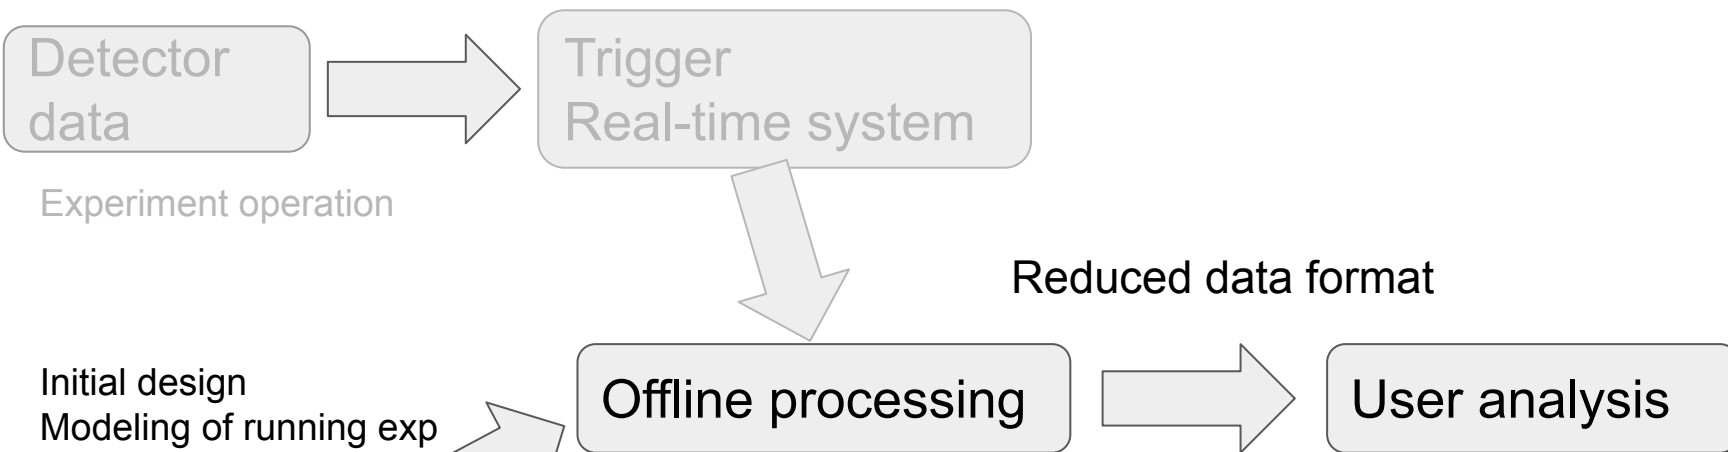 Detector
data
Trigger
Real-time system
Experiment operation
Reduced data format
Initial design
Modeling of running exp
Offline processing
User analysis